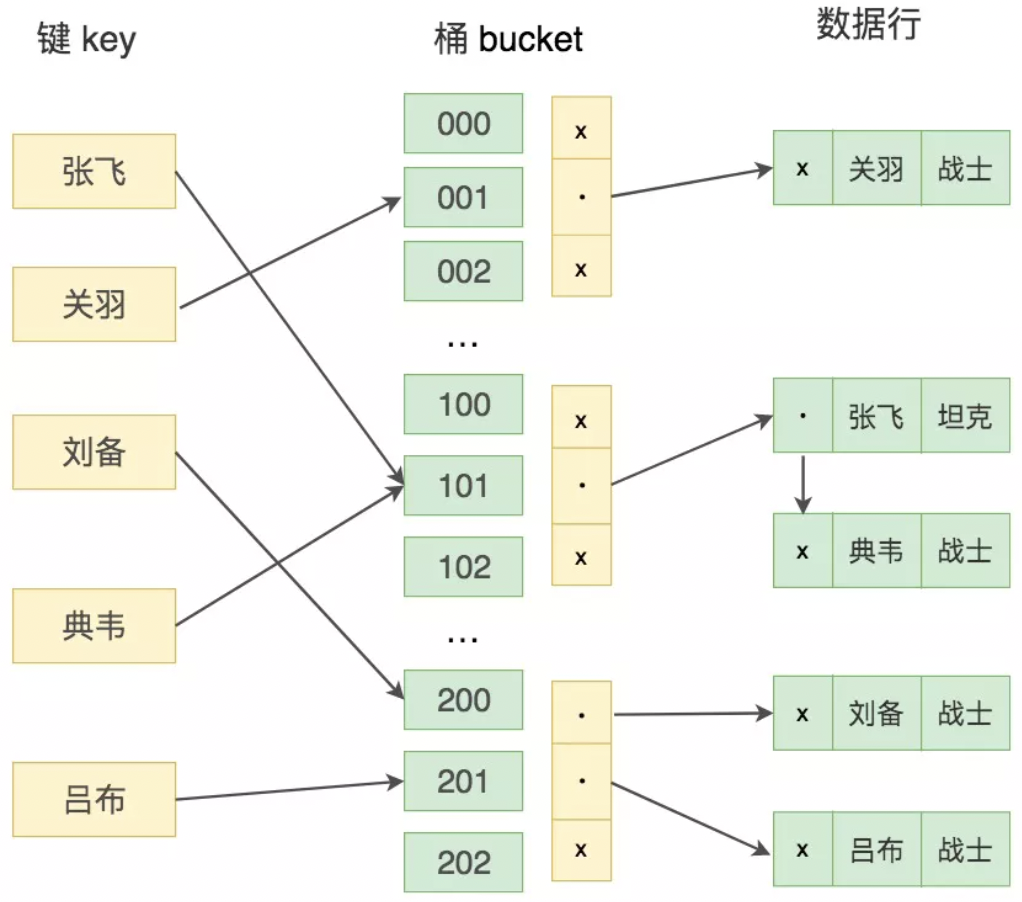 键 key
桶 bucket
数据行
张飞
关羽
刘备
典韦
吕布
000
001
002
...
100
101
102
...
200
201
202
x
·
x
x
·
x
·
·
x
x 关羽 战士
· 张飞 坦克
x 典韦 战士
x 刘备 战士
x 吕布 战士